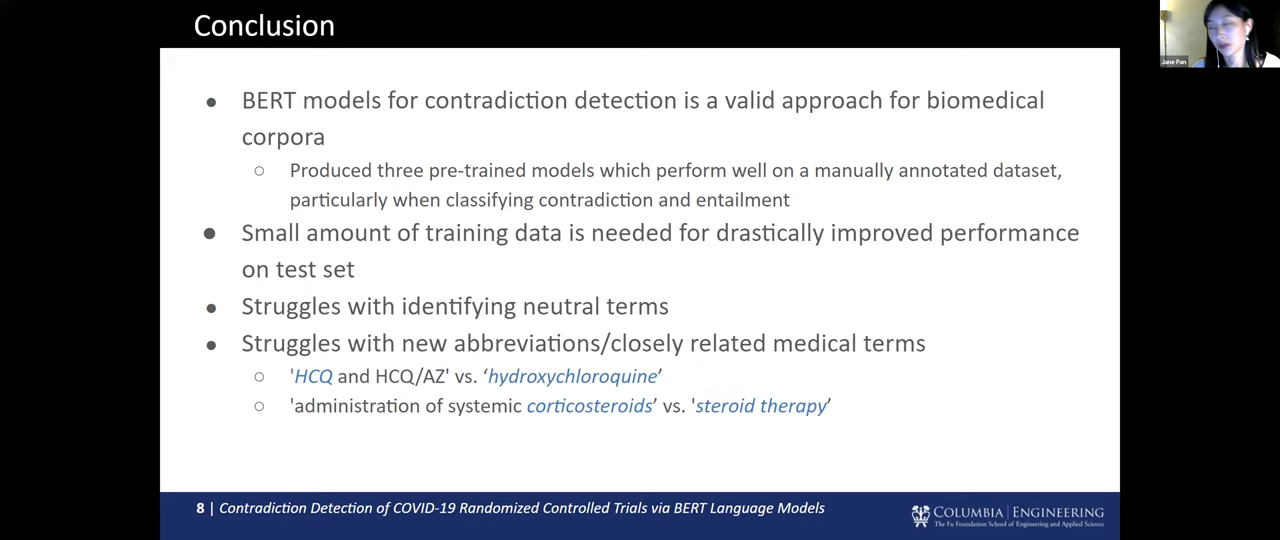 Conclusion
Jane Pan
● BERT models for contradiction detection is a valid approach for biomedical
corpora
○ Produced three pre-trained models which perform well on a manually annotated dataset,
particularly when classifying contradiction and entailment
● Small amount of training data is needed for drastically improved performance
on test set
● Struggles with identifying neutral terms
● Struggles with new abbreviations/closely related medical terms
○ 'HCQ and HCQ/AZ' vs. ‘hydroxychloroquine’
○ 'administration of systemic corticosteroids’ vs. 'steroid therapy’
8 | Contradiction Detection of COVID-19 Randomized Controlled Trials via BERT Language Models
COLUMBIA | ENGINEERING
The Fu Foundation School of Engineering and Applied Science